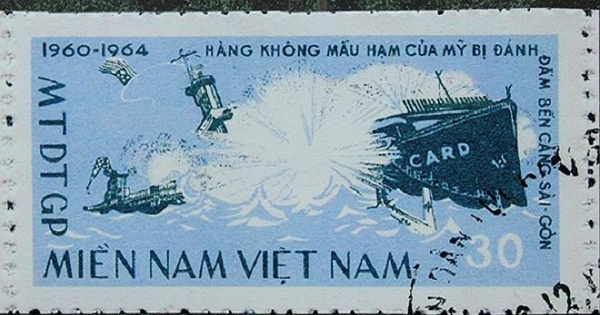 1960-1964
HÀNG KHÔNG MẪU HẠM CỦA MỸ BỊ ĐÁNH
ĐẮM BẾN CẢNG SÀI-GÒN
MTDTGP
CARD
30
MIỀN NAM VIỆT NAM